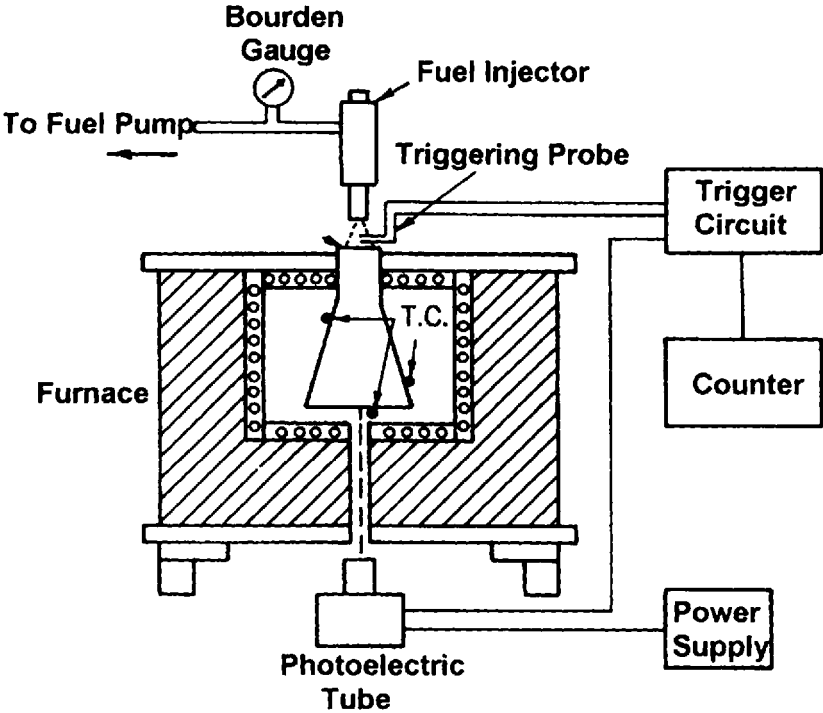 Bourden
Gauge
Fuel Injector
To Fuel Pump
Triggering Probe
Trigger
Circuit
T.C.
Furnace
Counter
Power
Supply
Photoelectric
Tube